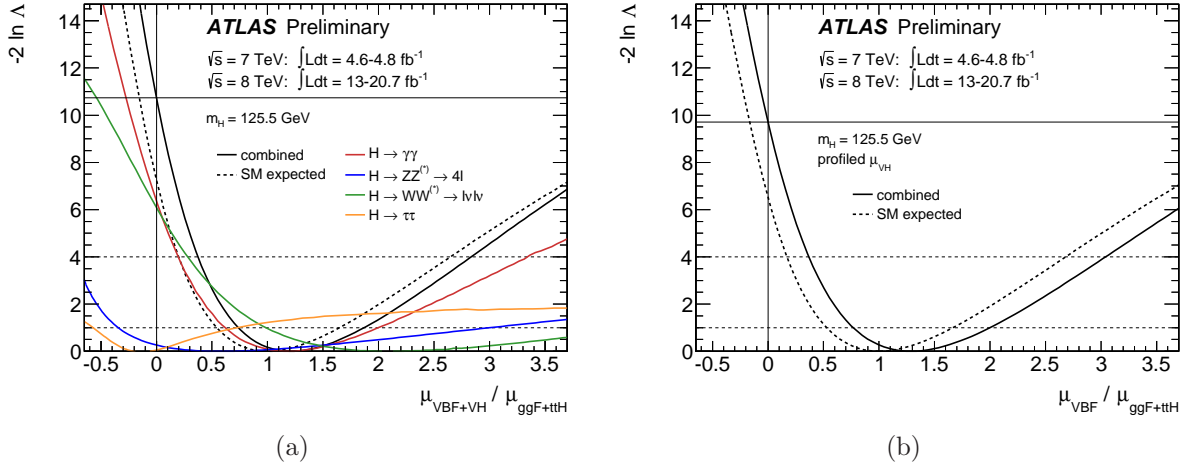 -2 ln Λ
14
12
10
8
6
4
2
0
ATLAS Preliminary
√s = 7 TeV: ∫Ldt = 4.6-4.8 fb⁻¹
√s = 8 TeV: ∫Ldt = 13-20.7 fb⁻¹
m_H = 125.5 GeV
combined
SM expected
H → γγ
H → ZZ⁽*⁾ → 4l
H → WW⁽*⁾ → lνlν
H → ττ
-0.5 0 0.5 1 1.5 2 2.5 3 3.5
μ_VBF+VH / μ_ggF+ttH
(a)
-2 ln Λ
14
12
10
8
6
4
2
0
ATLAS Preliminary
√s = 7 TeV: ∫Ldt = 4.6-4.8 fb⁻¹
√s = 8 TeV: ∫Ldt = 13-20.7 fb⁻¹
m_H = 125.5 GeV
profiled μ_VH
combined
SM expected
-0.5 0 0.5 1 1.5 2 2.5 3 3.5
μ_VBF / μ_ggF+ttH
(b)